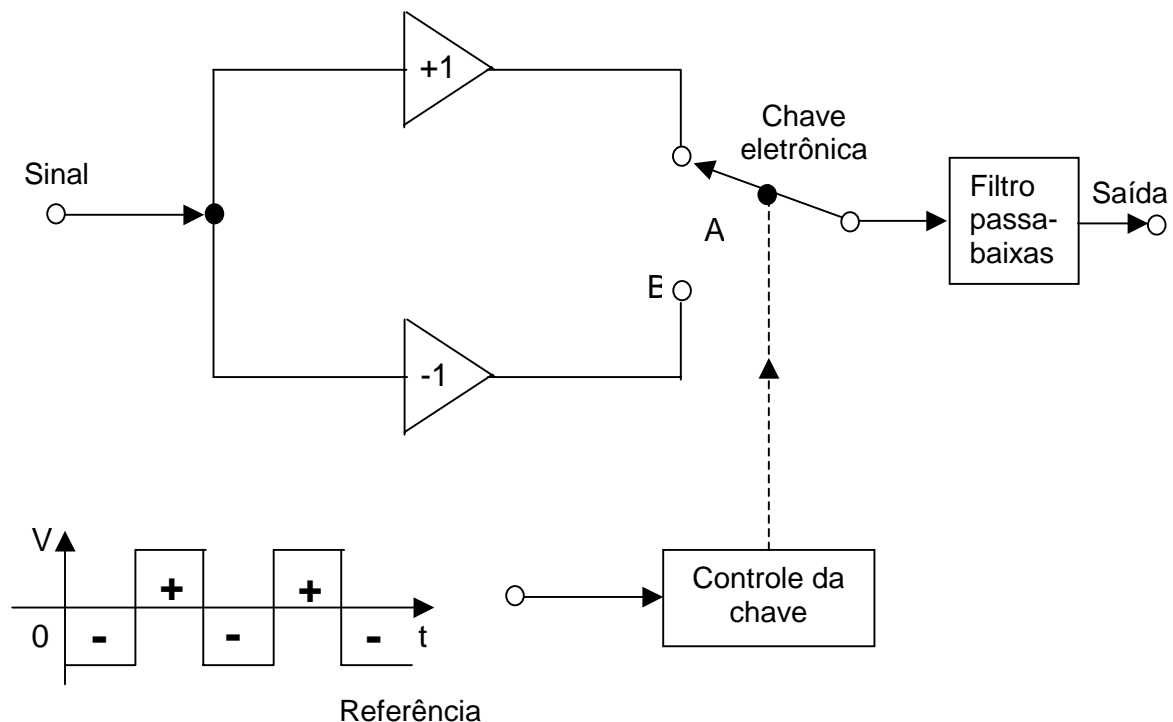 +1
Chave
eletrônica
Sinal
A
Filtro
passa-
baixas
Saída
B
-1
V
+ +
0 - - - t
Controle da
chave
Referência